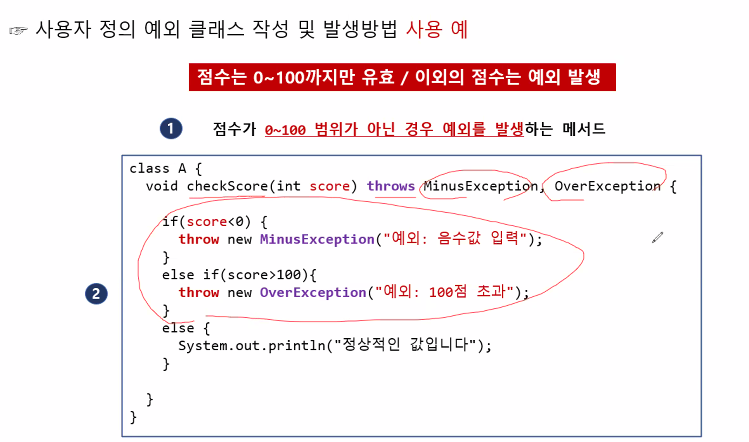 ☞ 사용자 정의 예외 클래스 작성 및 발생방법 사용 예
점수는 0~100까지만 유효 / 이외의 점수는 예외 발생
1 점수가 0~100 범위가 아닌 경우 예외를 발생하는 메서드
2
class A {
  void checkScore(int score) throws MinusException, OverException {
    if(score<0) {
      throw new MinusException("예외: 음수값 입력");
    }
    else if(score>100){
      throw new OverException("예외: 100점 초과");
    }
    else {
      System.out.println("정상적인 값입니다");
    }
  }
}